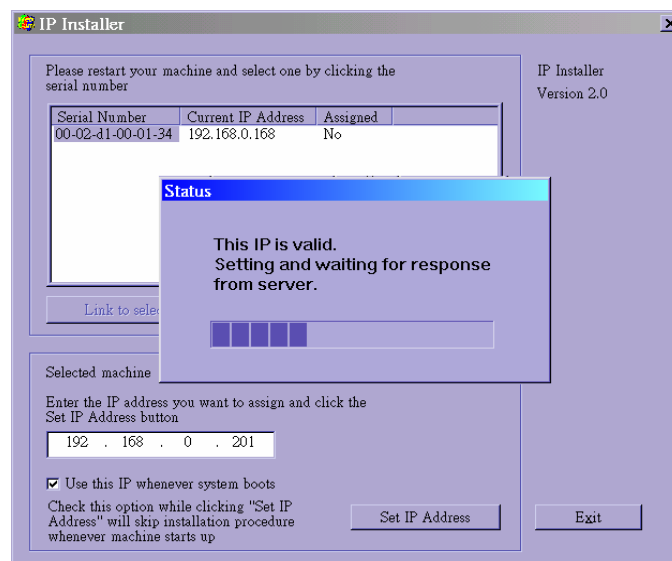 IP Installer
Please restart your machine and select one by clicking the
serial number
IP Installer
Version 2.0
Serial Number Current IP Address Assigned
00-02-d1-00-01-34 192.168.0.168 No
Status
This IP is valid.
Setting and waiting for response
from server.
Link to selec
Selected machine
Enter the IP address you want to assign and click the
Set IP Address button
192 . 168 . 0 . 201
Use this IP whenever system boots
Check this option while clicking "Set IP
Address" will skip installation procedure
whenever machine starts up
Set IP Address
Exit